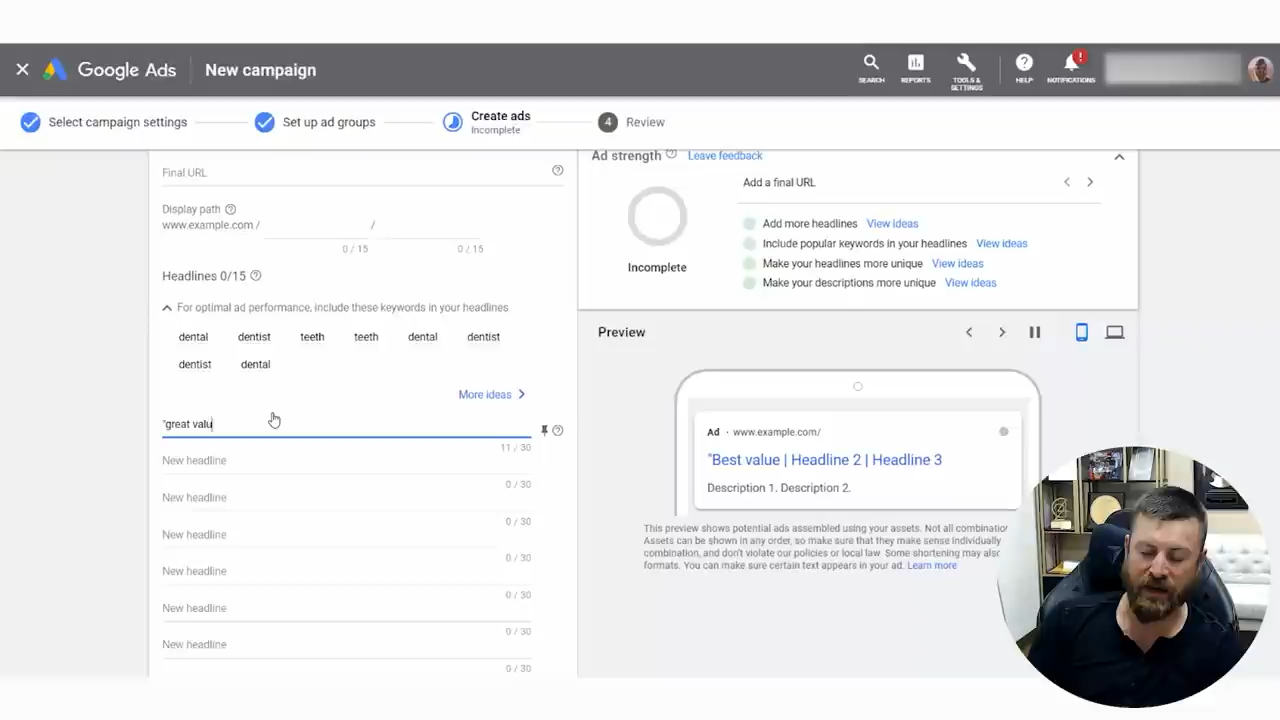 Google Ads New campaign
SEARCH REPORTS TOOLS & SETTINGS HELP NOTIFICATIONS
Select campaign settings Set up ad groups Create ads Incomplete 4 Review
Final URL
Display path
www.example.com / /
0 / 15 0 / 15
Headlines 0/15
For optimal ad performance, include these keywords in your headlines
dental dentist teeth teeth dental dentist
dentist dental
More ideas
"great valu
11 / 30
New headline
0 / 30
New headline
0 / 30
New headline
0 / 30
New headline
0 / 30
New headline
0 / 30
New headline
0 / 30
Ad strength Leave feedback
Incomplete
Add a final URL
Add more headlines View ideas
Include popular keywords in your headlines View ideas
Make your headlines more unique View ideas
Make your descriptions more unique View ideas
Preview
Ad · www.example.com/
"Best value | Headline 2 | Headline 3
Description 1. Description 2.
This preview shows potential ads assembled using your assets. Not all combinatior
Assets can be shown in any order, so make sure that they make sense individually
combination, and don't violate our policies or local law. Some shortening may also
formats. You can make sure certain text appears in your ad. Learn more